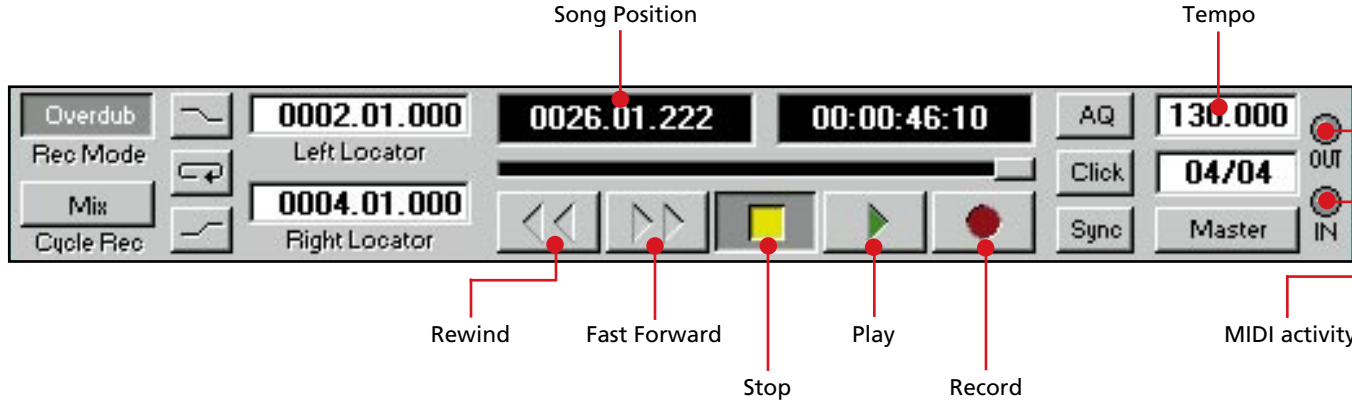 Song Position
Tempo
Overdub
Rec Mode
Mix
Cycle Rec
0002.01.000
Left Locator
0004.01.000
Right Locator
0026.01.222
00:00:46:10
AQ
Click
Sync
130.000
04/04
Master
OUT
IN
Rewind
Fast Forward
Play
MIDI activity
Stop
Record